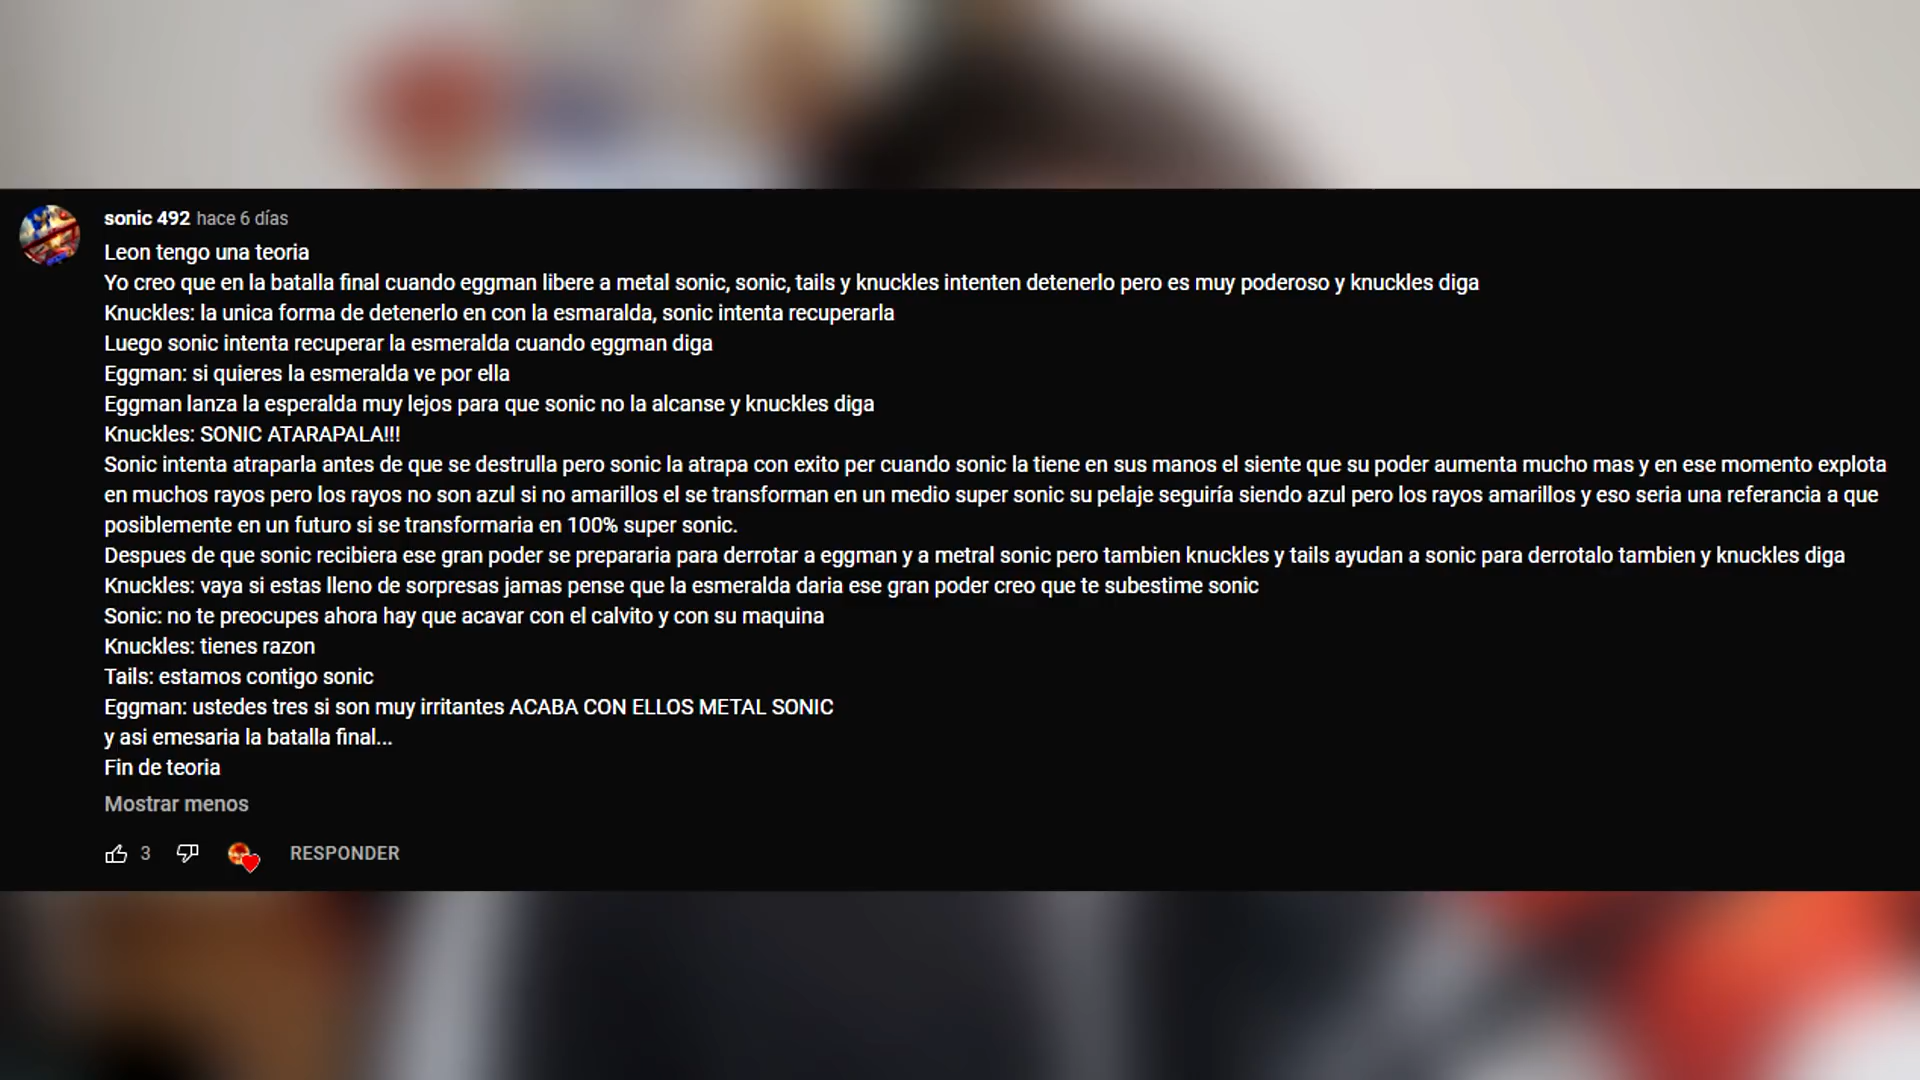 sonic 492 hace 6 días
Leon tengo una teoria
Yo creo que en la batalla final cuando eggman libere a metal sonic, sonic, tails y knuckles intenten detenerlo pero es muy poderoso y knuckles diga
Knuckles: la unica forma de detenerlo en con la esmaralda, sonic intenta recuperarla
Luego sonic intenta recuperar la esmeralda cuando eggman diga
Eggman: si quieres la esmeralda ve por ella
Eggman lanza la esperalda muy lejos para que sonic no la alcanse y knuckles diga
Knuckles: SONIC ATARAPALA!!!
Sonic intenta atraparla antes de que se destrulla pero sonic la atrapa con exito per cuando sonic la tiene en sus manos el siente que su poder aumenta mucho mas y en ese momento explota
en muchos rayos pero los rayos no son azul si no amarillos el se transforman en un medio super sonic su pelaje seguiría siendo azul pero los rayos amarillos y eso seria una referancia a que
posiblemente en un futuro si se transformaria en 100% super sonic.
Despues de que sonic recibiera ese gran poder se prepararia para derrotar a eggman y a metral sonic pero tambien knuckles y tails ayudan a sonic para derrotalo tambien y knuckles diga
Knuckles: vaya si estas lleno de sorpresas jamas pense que la esmeralda daria ese gran poder creo que te subestime sonic
Sonic: no te preocupes ahora hay que acavar con el calvito y con su maquina
Knuckles: tienes razon
Tails: estamos contigo sonic
Eggman: ustedes tres si son muy irritantes ACABA CON ELLOS METAL SONIC
y asi emesaria la batalla final...
Fin de teoria
Mostrar menos
3 RESPONDER